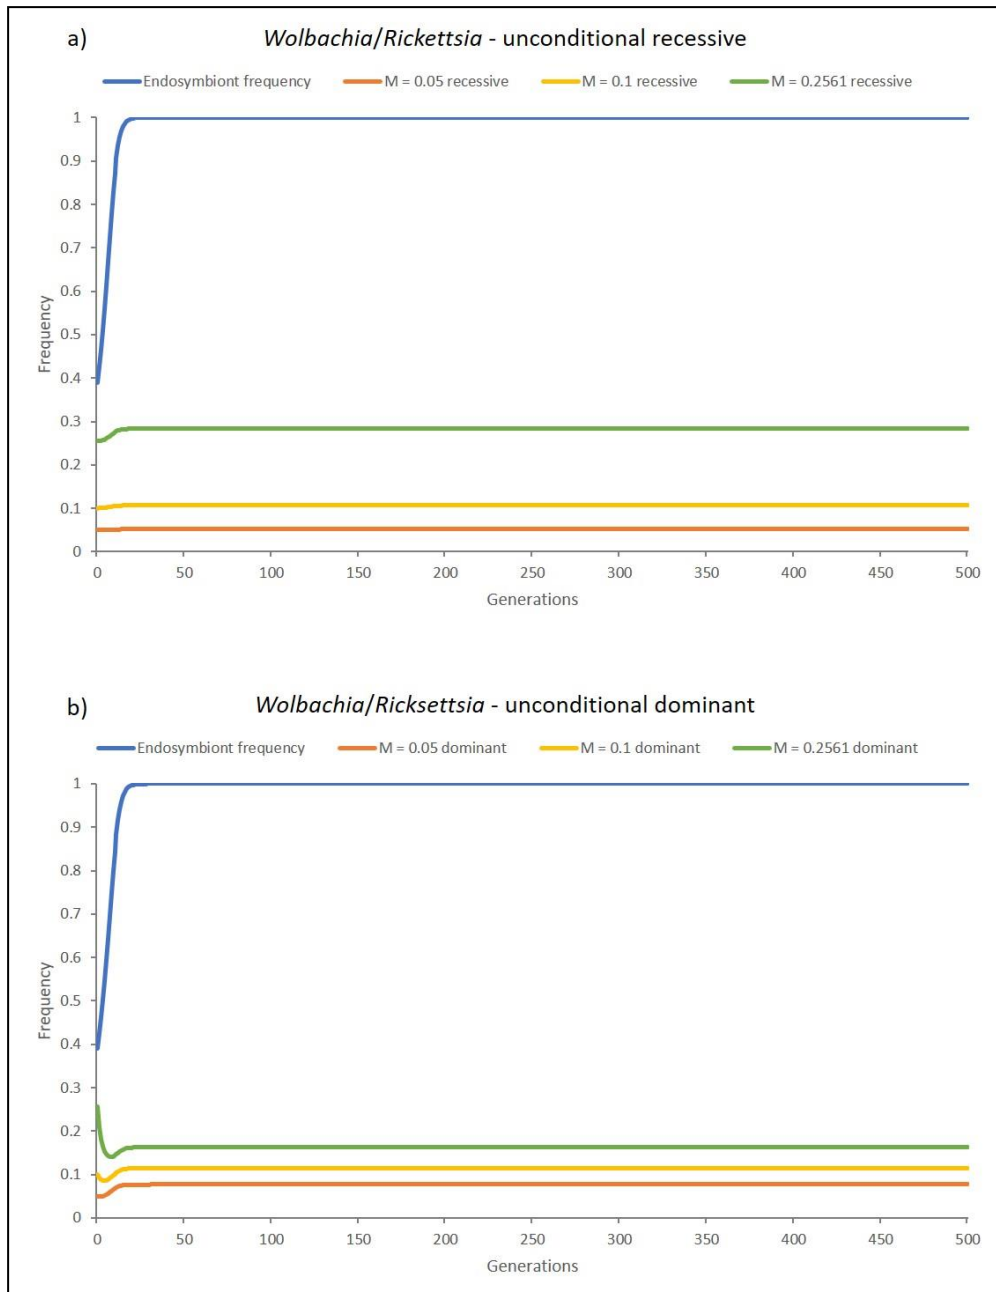 a) Wolbachia/Rickettsia - unconditional recessive
Endosymbiont frequency M = 0.05 recessive M = 0.1 recessive M = 0.2561 recessive
1
0.9
0.8
0.7
0.6
0.5
0.4
0.3
0.2
0.1
0
Frequency
0 50 100 150 200 250 300 350 400 450 500
Generations
b) Wolbachia/Ricksettsia - unconditional dominant
Endosymbiont frequency M = 0.05 dominant M = 0.1 dominant M = 0.2561 dominant
1
0.9
0.8
0.7
0.6
0.5
0.4
0.3
0.2
0.1
0
Frequency
0 50 100 150 200 250 300 350 400 450 500
Generations